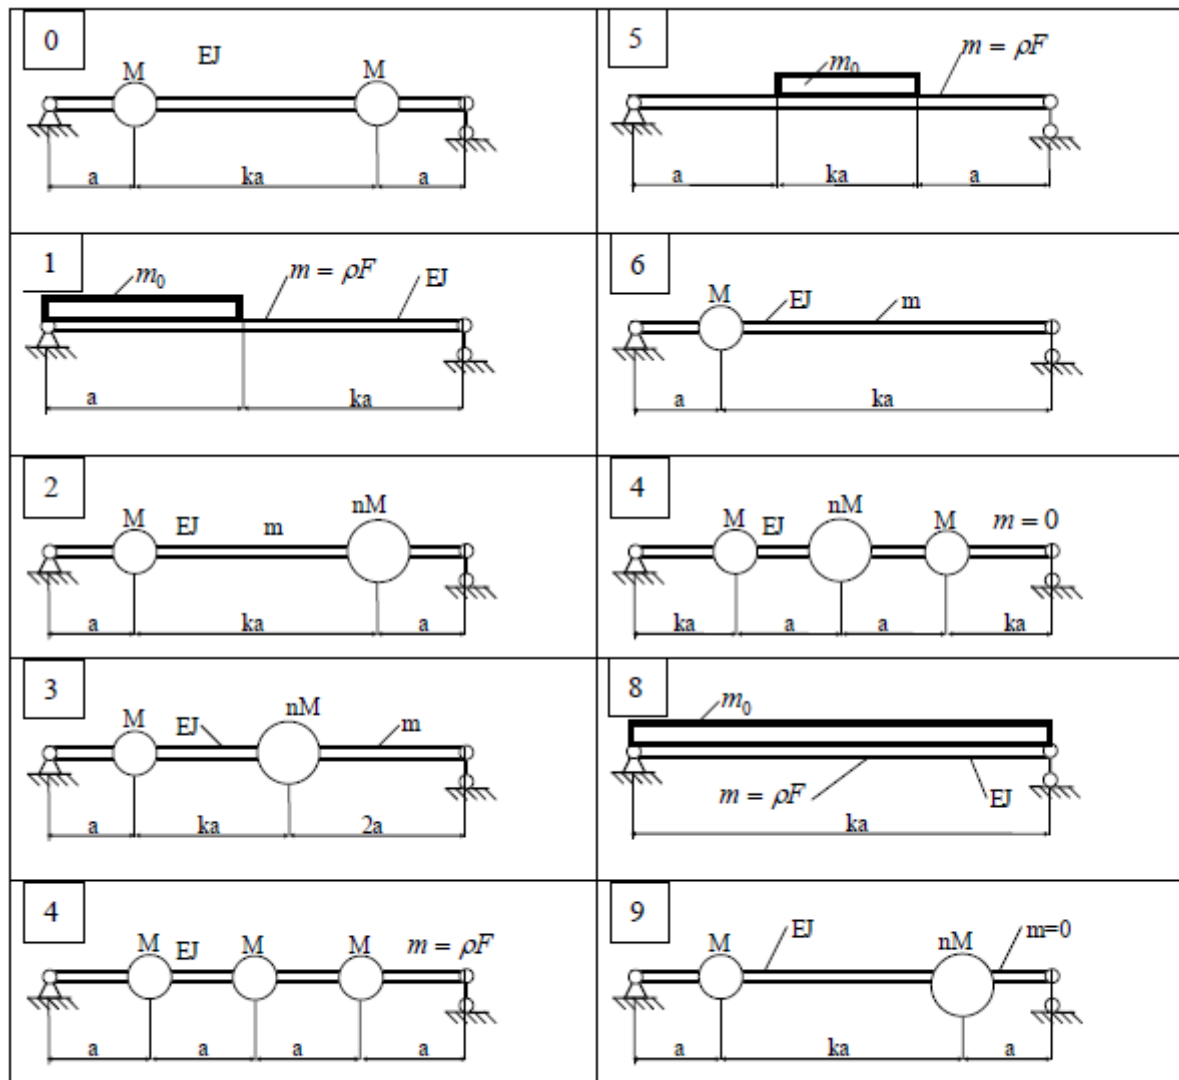 0
EJ
M M
a ka a
5
m₀ m = ρF
a ka a
1
m₀ m = ρF EJ
a ka
6
M EJ m
a ka
2
M EJ m nM
a ka a
4
M EJ nM M m = 0
ka a a ka
3
M EJ nM m
a ka 2a
8
m₀
m = ρF EJ
ka
4
M EJ M M m = ρF
a a a a
9
M EJ nM m=0
a ka a